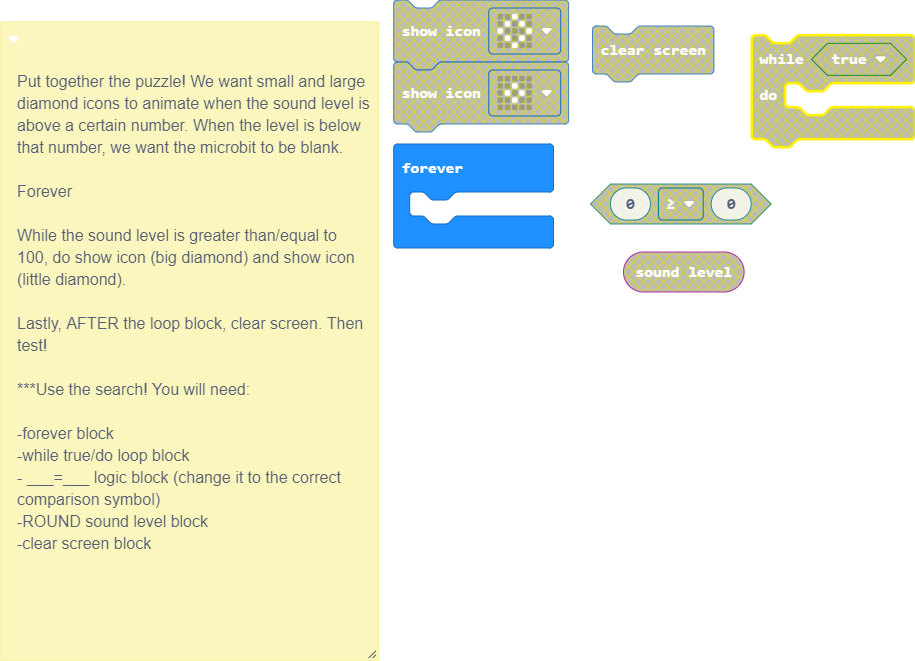 Put together the puzzle! We want small and large
diamond icons to animate when the sound level is
above a certain number. When the level is below
that number, we want the microbit to be blank.
Forever
While the sound level is greater than/equal to
100, do show icon (big diamond) and show icon
(little diamond).
Lastly, AFTER the loop block, clear screen. Then
test!
***Use the search! You will need:
-forever block
-while true/do loop block
- ___=___ logic block (change it to the correct
comparison symbol)
-ROUND sound level block
-clear screen block
show icon
show icon
forever
clear screen
while true
do
0 ≥ 0
sound level